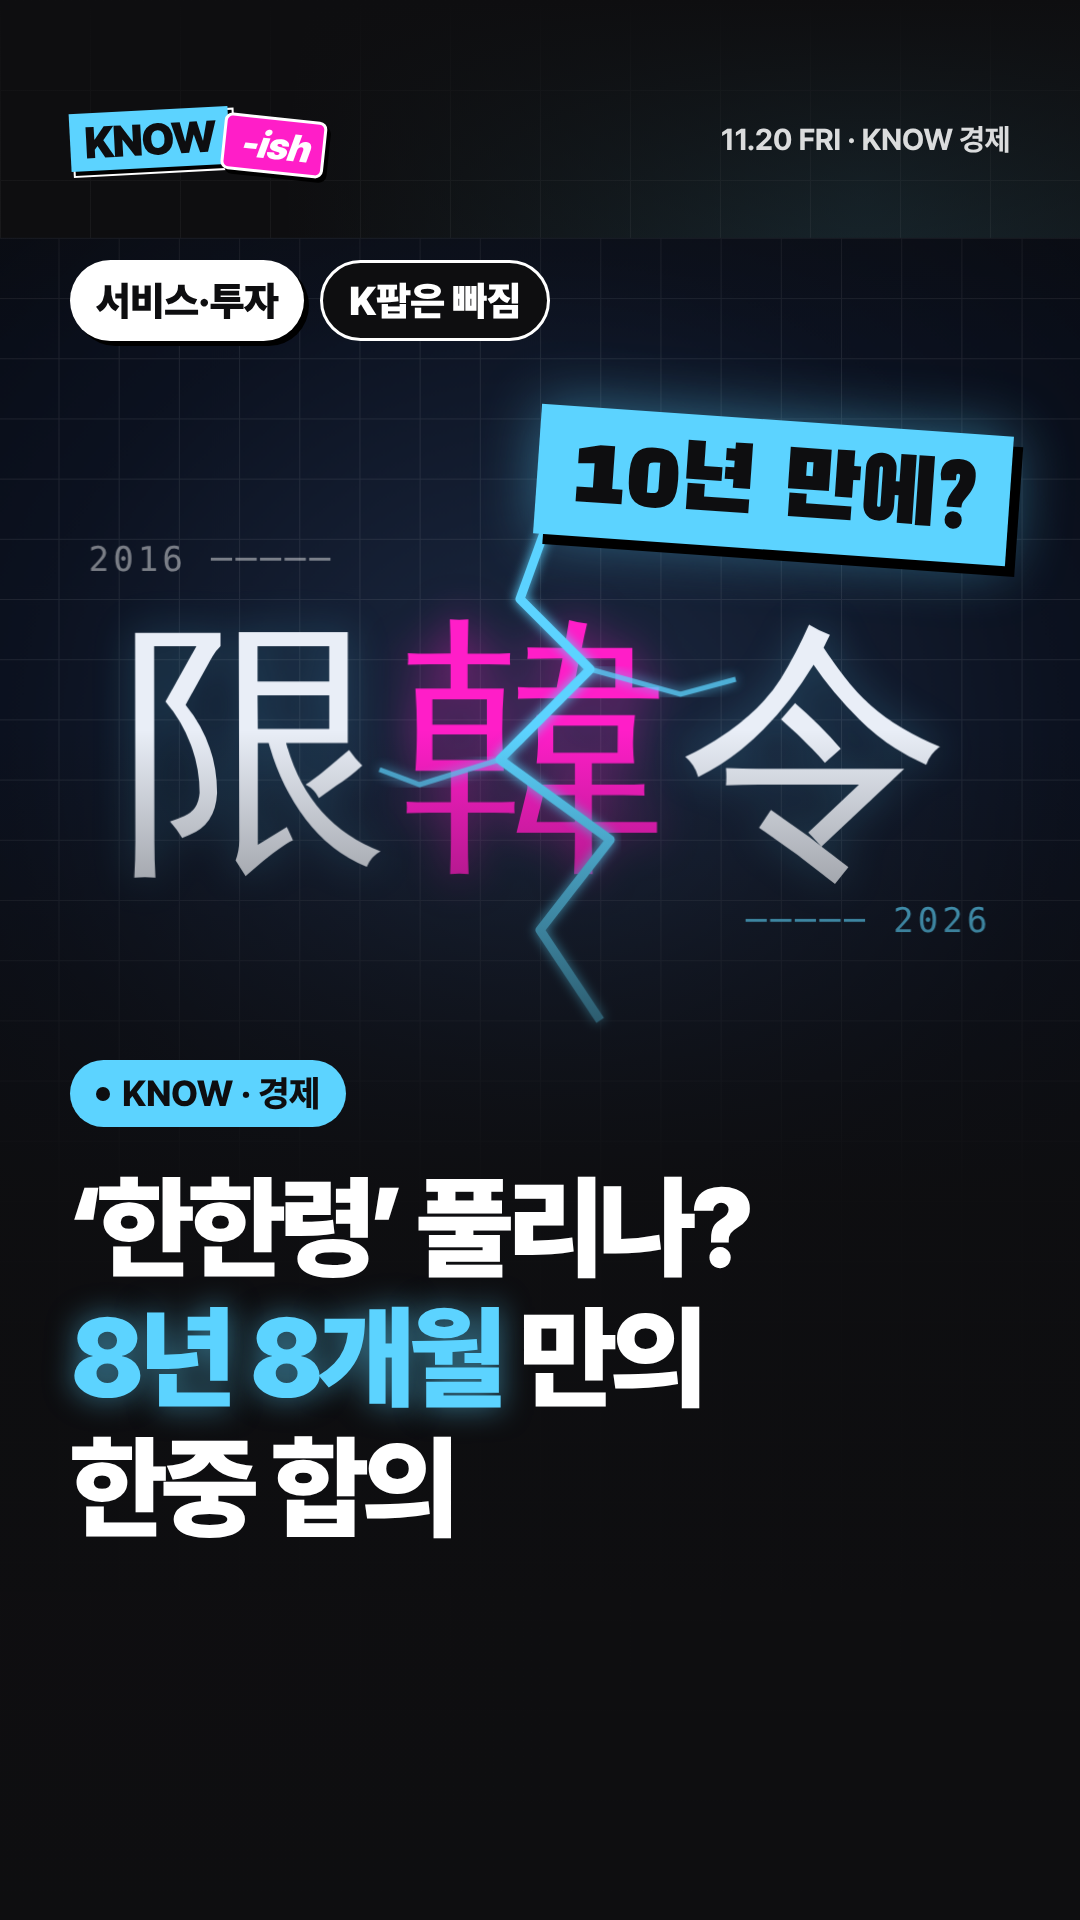 KNOW -ish
11.20 FRI · KNOW 경제
서비스·투자
K팝은 빠짐
10년 만에?
2016 —————
限韓令
————— 2026
• KNOW · 경제
‘한한령’ 풀리나?
8년 8개월 만의
한중 합의